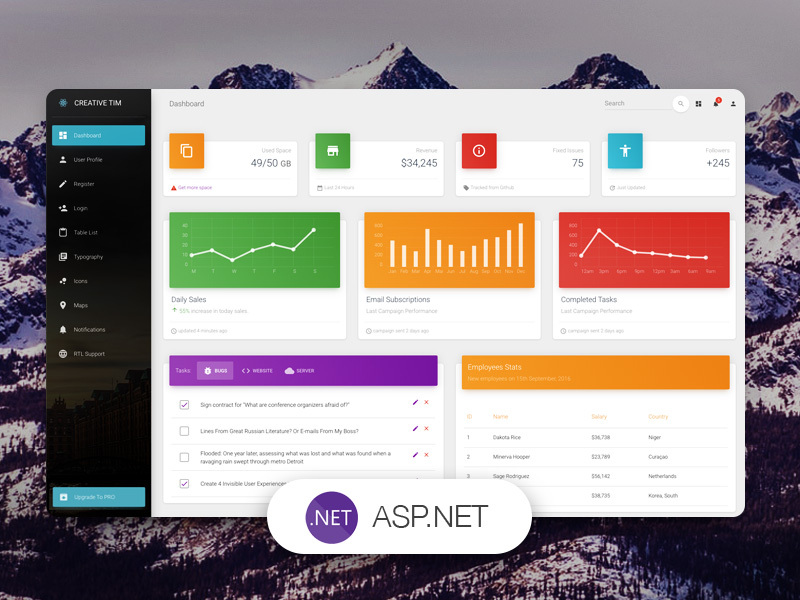 CREATIVE TIM
Dashboard
User Profile
Register
Login
Table List
Typography
Icons
Maps
Notifications
RTL Support
Upgrade To PRO
Dashboard
Search
Used Space
49/50 GB
Get more space
Revenue
$34,245
Last 24 Hours
Fixed Issues
75
Tracked from Github
Followers
+245
Just Updated
40
30
20
10
0
M T W T F S S
Daily Sales
55% increase in today sales.
updated 4 minutes ago
800
600
400
200
0
Jan Feb Mar Apr Mai Jun Jul Aug Sep Oct Nov Dec
Email Subscriptions
Last Campaign Performance
campaign sent 2 days ago
800
600
400
200
0
12am 3pm 6pm 9pm 12pm 3am 6am 9am
Completed Tasks
Last Campaign Performance
campaign sent 2 days ago
Tasks: BUGS WEBSITE SERVER
Sign contract for "What are conference organizers afraid of?"
Lines From Great Russian Literature? Or E-mails From My Boss?
Flooded: One year later, assessing what was lost and what was found when a
ravaging rain swept through metro Detroit
Create 4 Invisible User Experiences
Employees Stats
New employees on 15th September, 2016
ID Name Salary Country
1 Dakota Rice $36,738 Niger
2 Minerva Hooper $23,789 Curaçao
3 Sage Rodriguez $56,142 Netherlands
$38,735 Korea, South
.NET ASP.NET